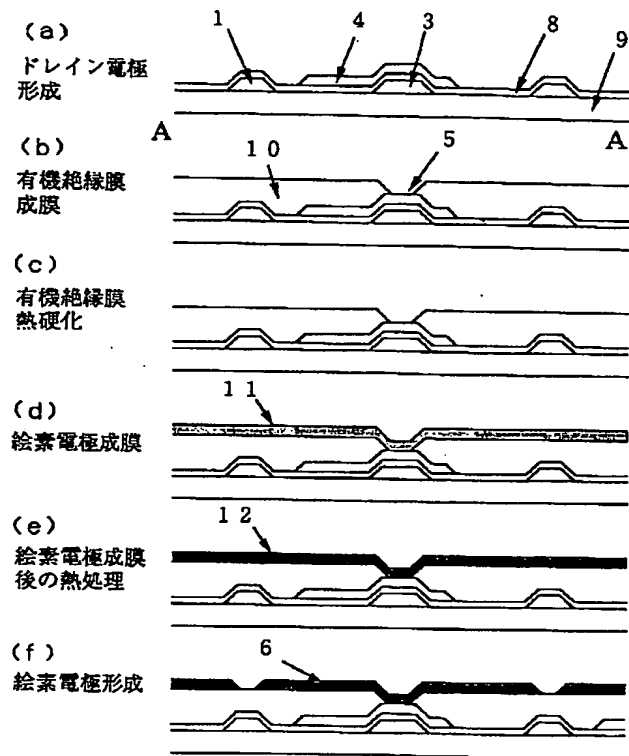 (a)
ドレイン電極
形成
1
4
3
8
9
A
A
(b)
有機絶縁膜
成膜
10
5
(c)
有機絶縁膜
熱硬化
(d)
絵素電極成膜
11
(e)
絵素電極成膜
後の熱処理
12
(f)
絵素電極形成
6